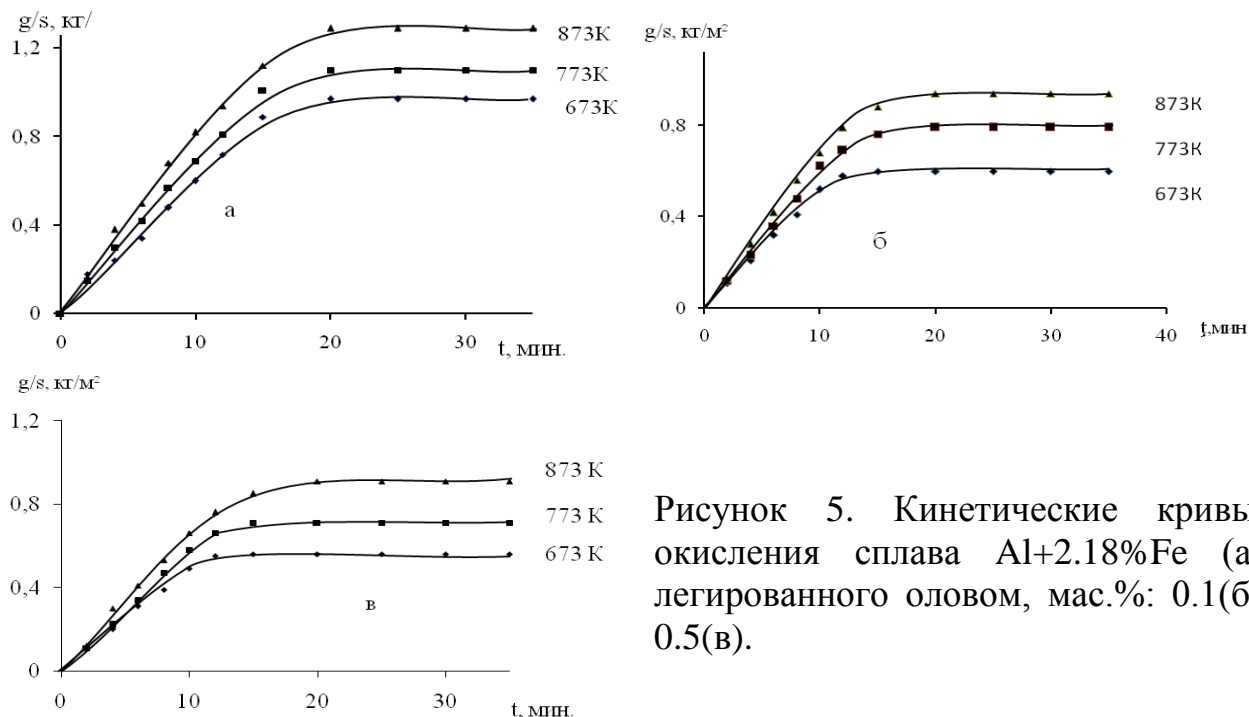 g/s, кг/
1,2
0,8
0,4
0
873К
773К
673К
а
0 10 20 30
t, мин.
g/s, кг/м²
0,8
0,4
0
873К
773К
673К
б
0 10 20 30 40
t,мин
g/s, кг/м²
1,2
0,8
0,4
0
873 К
773 К
673 К
в
0 10 20 30
t, мин.
Рисунок 5. Кинетические кривы
окисления сплава Al+2.18%Fe (а
легированного оловом, мас.%: 0.1(б
0.5(в).